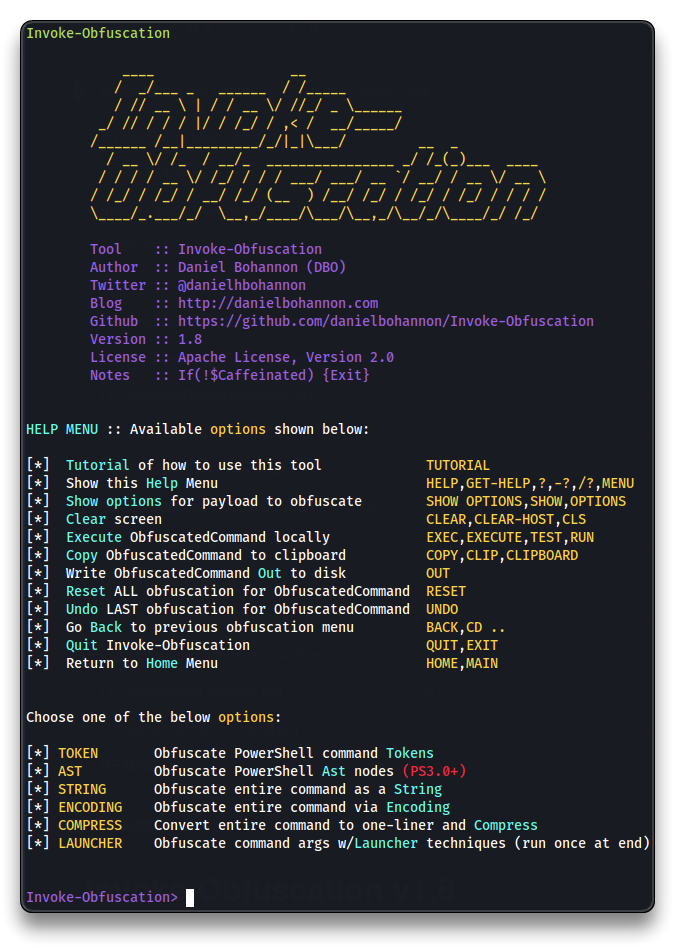 Invoke-Obfuscation
Invoke-
Obfuscation
Tool    :: Invoke-Obfuscation
Author  :: Daniel Bohannon (DBO)
Twitter :: @danielhbohannon
Blog    :: http://danielbohannon.com
Github  :: https://github.com/danielbohannon/Invoke-Obfuscation
Version :: 1.8
License :: Apache License, Version 2.0
Notes   :: If(!$Caffeinated) {Exit}
HELP MENU :: Available options shown below:
[*]  Tutorial of how to use this tool             TUTORIAL
[*]  Show this Help Menu                          HELP,GET-HELP,?,-?,/?,MENU
[*]  Show options for payload to obfuscate        SHOW OPTIONS,SHOW,OPTIONS
[*]  Clear screen                                 CLEAR,CLEAR-HOST,CLS
[*]  Execute ObfuscatedCommand locally            EXEC,EXECUTE,TEST,RUN
[*]  Copy ObfuscatedCommand to clipboard          COPY,CLIP,CLIPBOARD
[*]  Write ObfuscatedCommand Out to disk          OUT
[*]  Reset ALL obfuscation for ObfuscatedCommand  RESET
[*]  Undo LAST obfuscation for ObfuscatedCommand  UNDO
[*]  Go Back to previous obfuscation menu         BACK,CD ..
[*]  Quit Invoke-Obfuscation                      QUIT,EXIT
[*]  Return to Home Menu                          HOME,MAIN
Choose one of the below options:
[*] TOKEN       Obfuscate PowerShell command Tokens
[*] AST         Obfuscate PowerShell Ast nodes (PS3.0+)
[*] STRING      Obfuscate entire command as a String
[*] ENCODING    Obfuscate entire command via Encoding
[*] COMPRESS    Convert entire command to one-liner and Compress
[*] LAUNCHER    Obfuscate command args w/Launcher techniques (run once at end)
Invoke-Obfuscation>